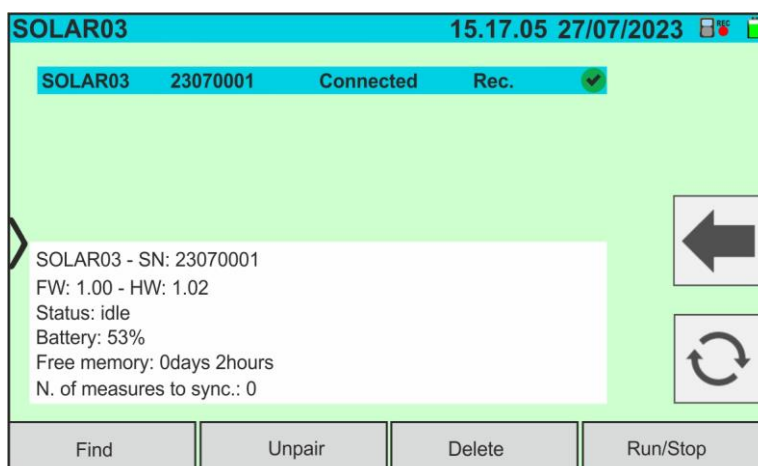 SOLAR03 15.17.05 27/07/2023 REC
SOLAR03 23070001 Connected Rec.
SOLAR03 - SN: 23070001
FW: 1.00 - HW: 1.02
Status: idle
Battery: 53%
Free memory: 0days 2hours
N. of measures to sync.: 0
Find Unpair Delete Run/Stop